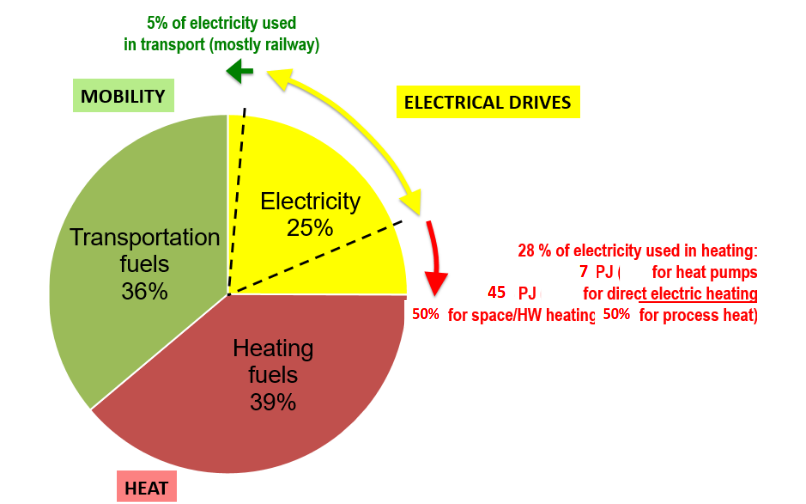 5% of electricity used
in transport (mostly railway)
MOBILITY
ELECTRICAL DRIVES
Electricity
25%
Transportation
fuels
36%
28 % of electricity used in heating:
7 PJ ( for heat pumps
45 PJ for direct electric heating
50% for space/HW heating 50% for process heat)
Heating
fuels
39%
HEAT